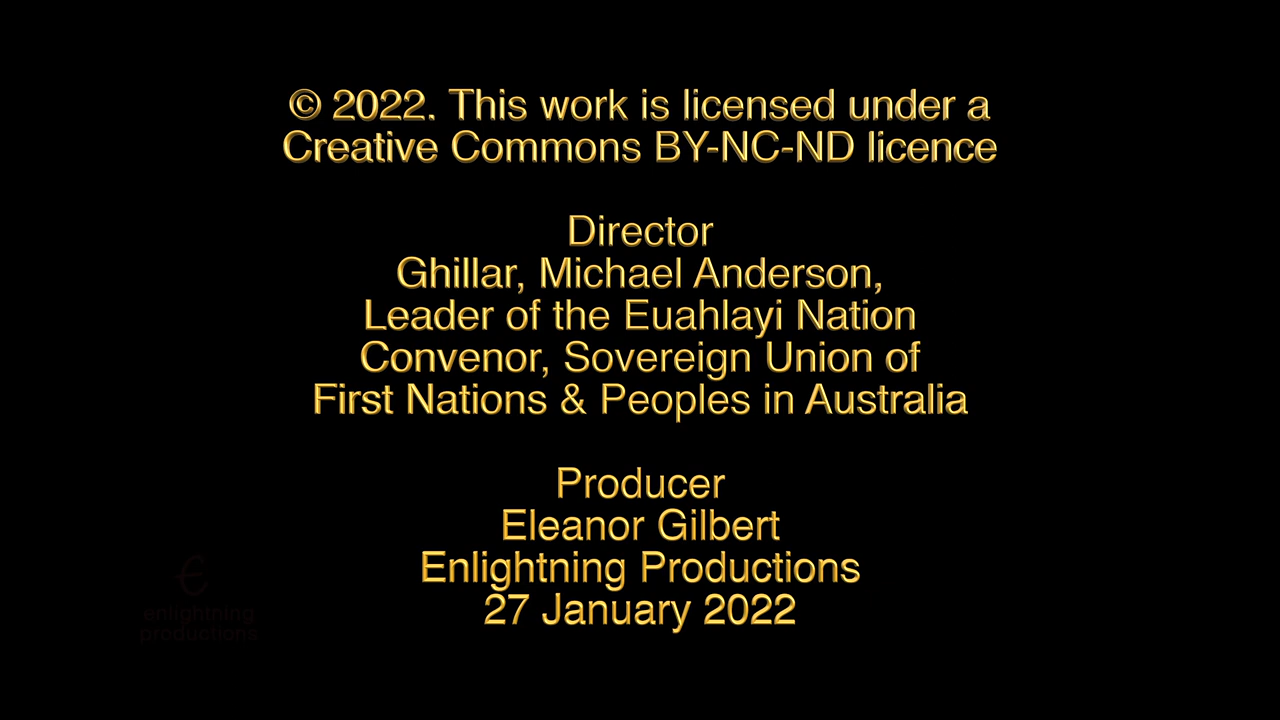 © 2022. This work is licensed under a
Creative Commons BY-NC-ND licence
Director
Ghillar, Michael Anderson,
Leader of the Euahlayi Nation
Convenor, Sovereign Union of
First Nations & Peoples in Australia
Producer
Eleanor Gilbert
Enlightning Productions
27 January 2022
enlightning
productions